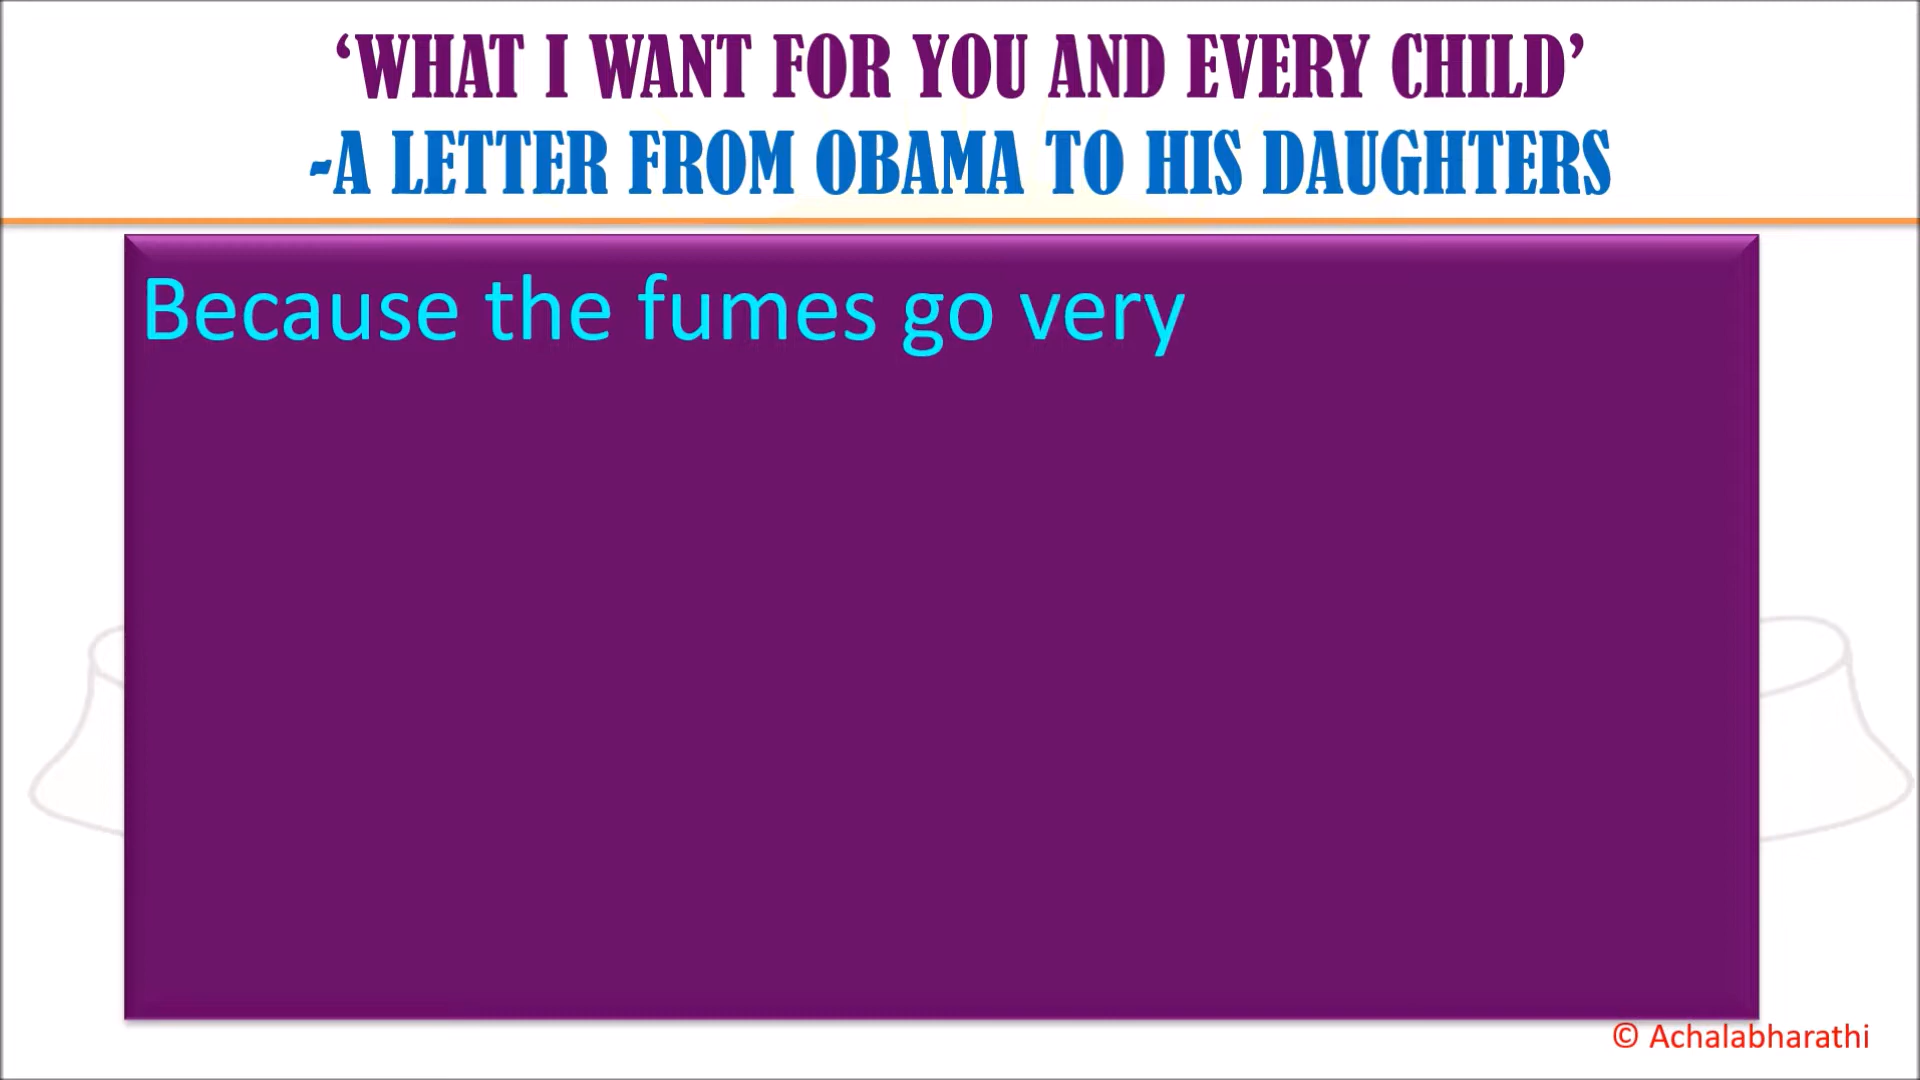 ‘WHAT I WANT FOR YOU AND EVERY CHILD’
-A LETTER FROM OBAMA TO HIS DAUGHTERS
Because the fumes go very
© Achalabharathi